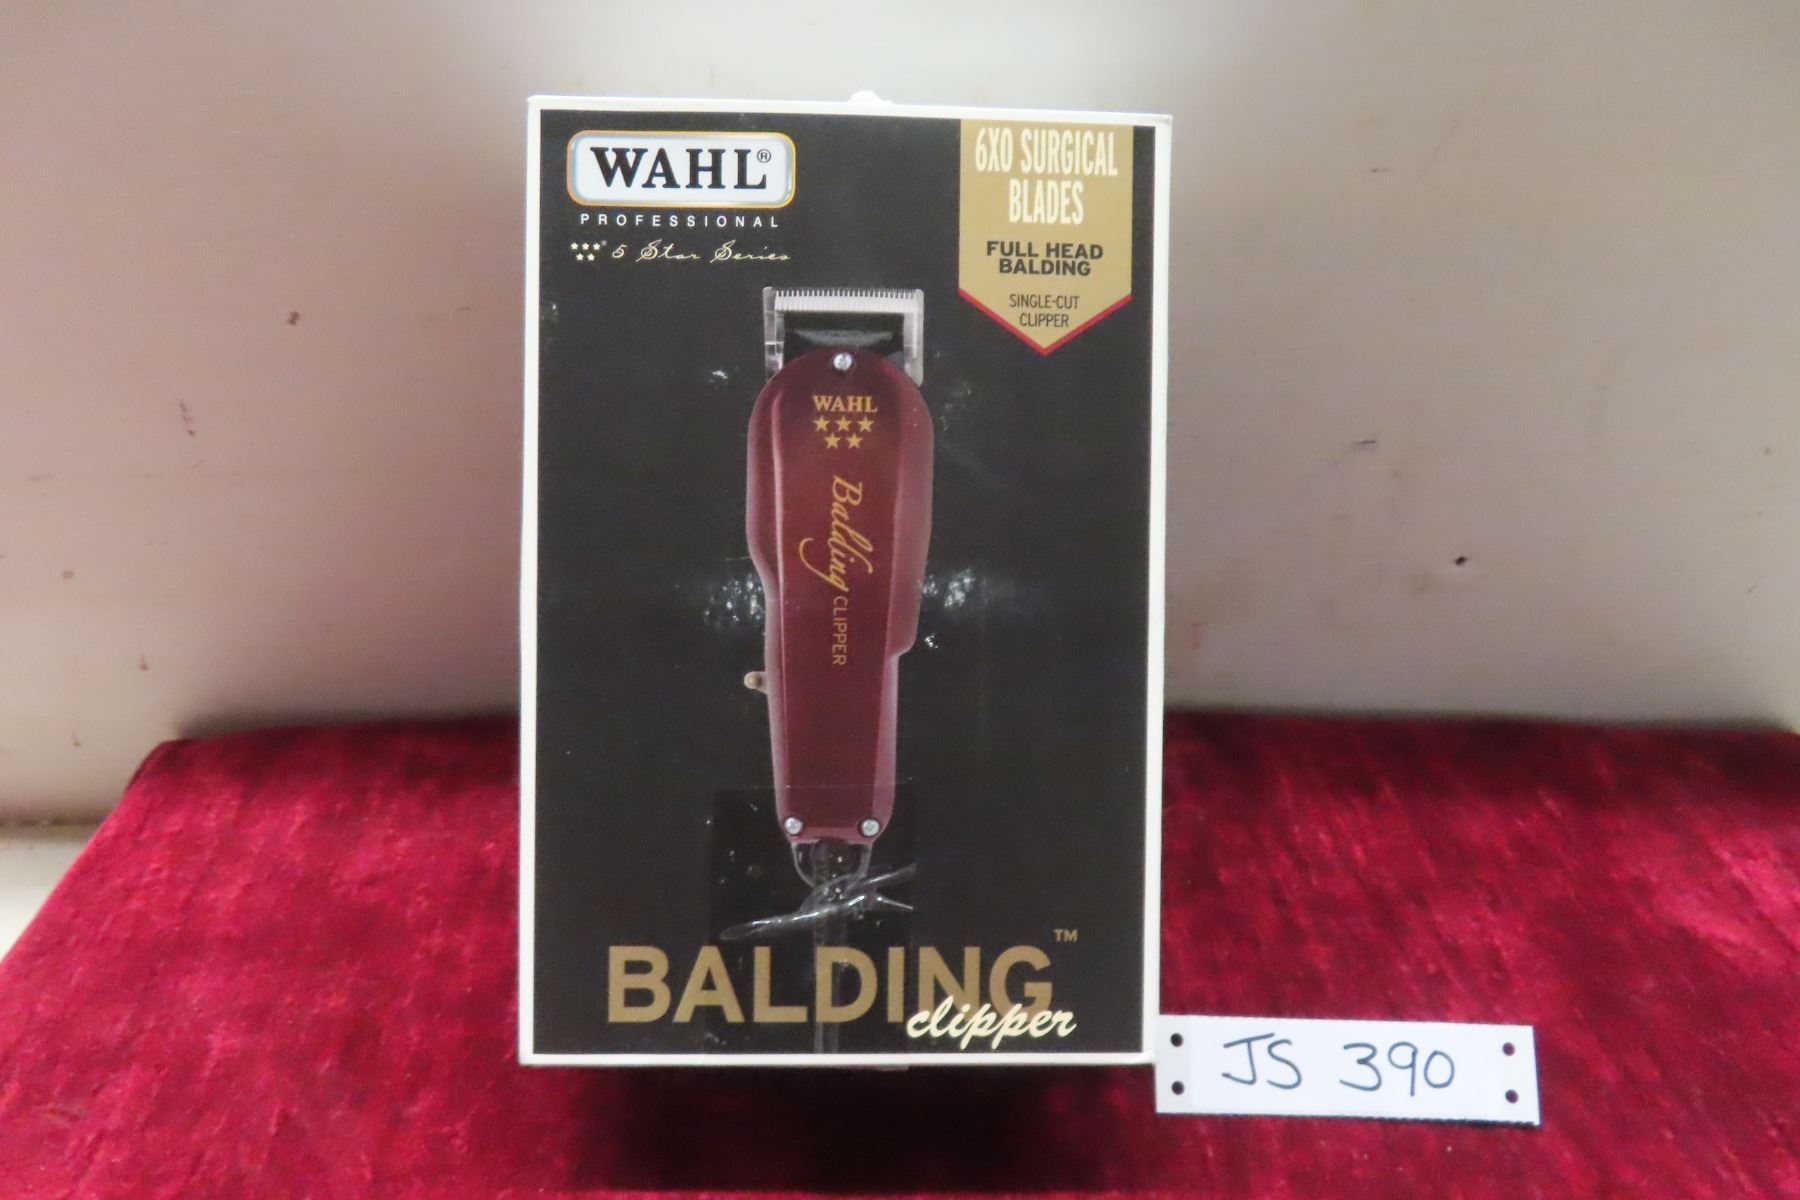 WAHL®
PROFESSIONAL
5 Star Series
6X0 SURGICAL
BLADES
FULL HEAD
BALDING
SINGLE-CUT
CLIPPER
WAHL
Balding CLIPPER
BALDING™
clipper
JS 390